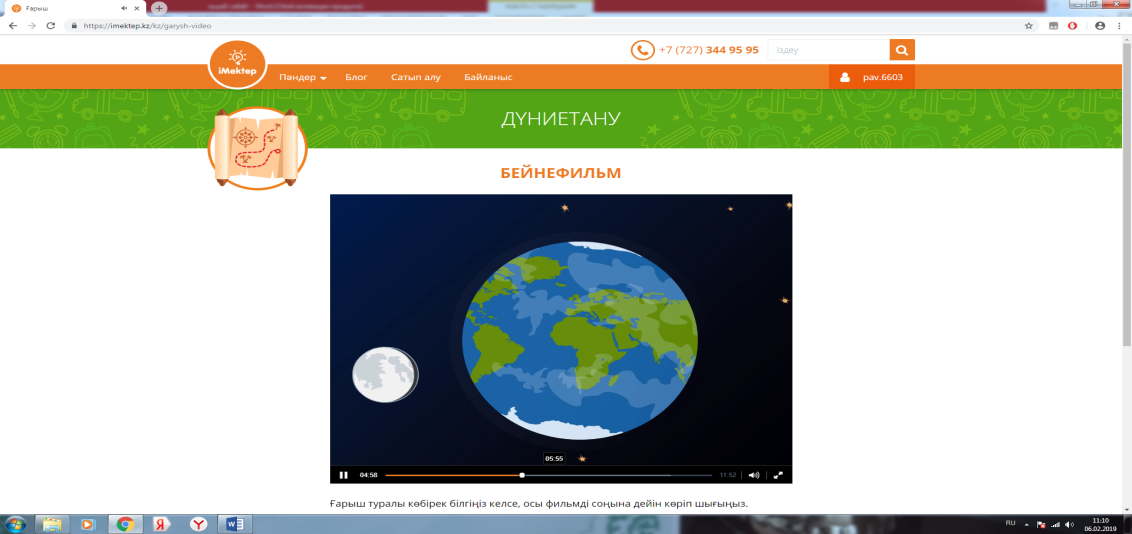 Ғарыш
https://imektep.kz/kz/garysh-video
+7 (727) 344 95 95
Іздеу
iMektep
Пәндер
Блог
Сатып алу
Байланыс
pav.6603
ДҮНИЕТАНУ
БЕЙНЕФИЛЬМ
05:55
04:58
11:52
Ғарыш туралы көбірек білгіңіз келсе, осы фильмді соңына дейін көріп шығыңыз.
RU
11:10
06.02.2019